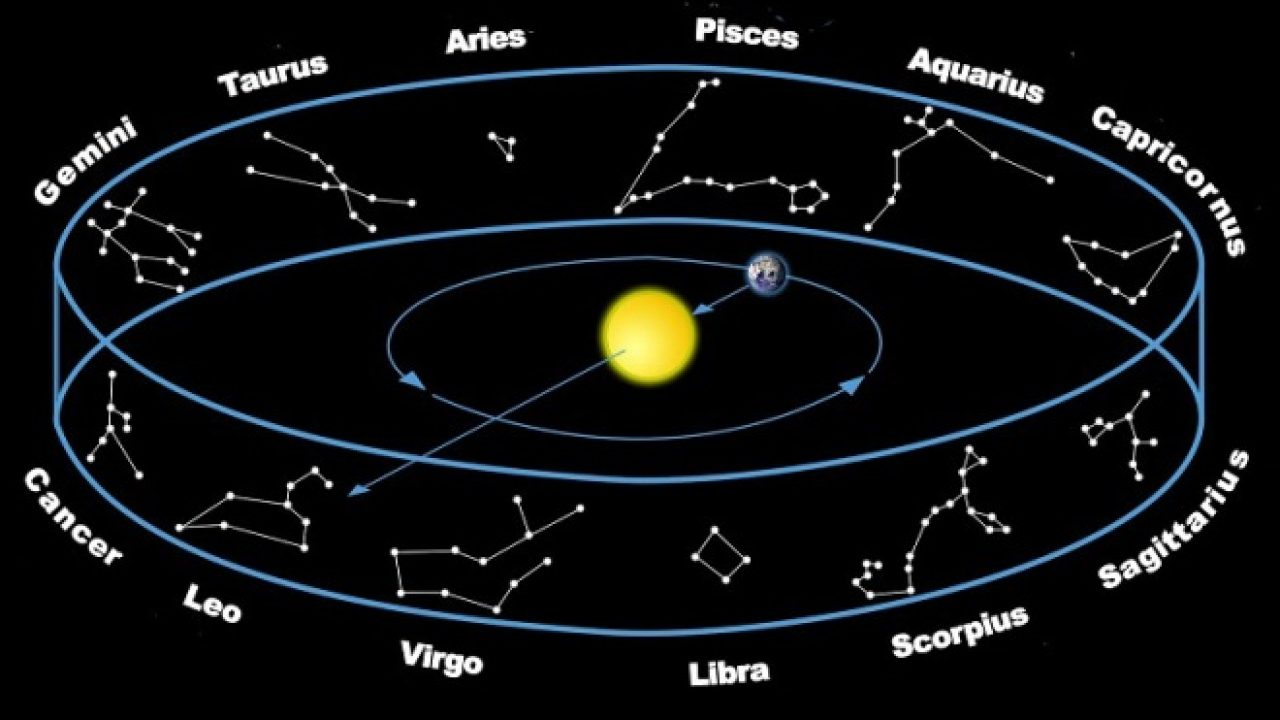 Gemini
Taurus
Aries
Pisces
Aquarius
Capricornus
Cancer
Leo
Virgo
Libra
Scorpius
Sagittarius